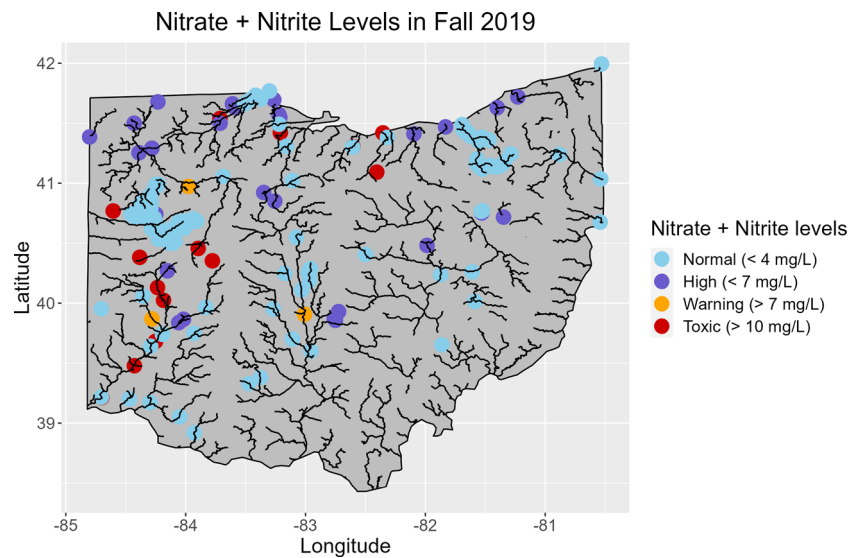 Nitrate + Nitrite Levels in Fall 2019
42
41
40
39
Latitude
-85
-84
-83
-82
-81
Longitude
Nitrate + Nitrite levels
Normal (< 4 mg/L)
High (< 7 mg/L)
Warning (> 7 mg/L)
Toxic (> 10 mg/L)